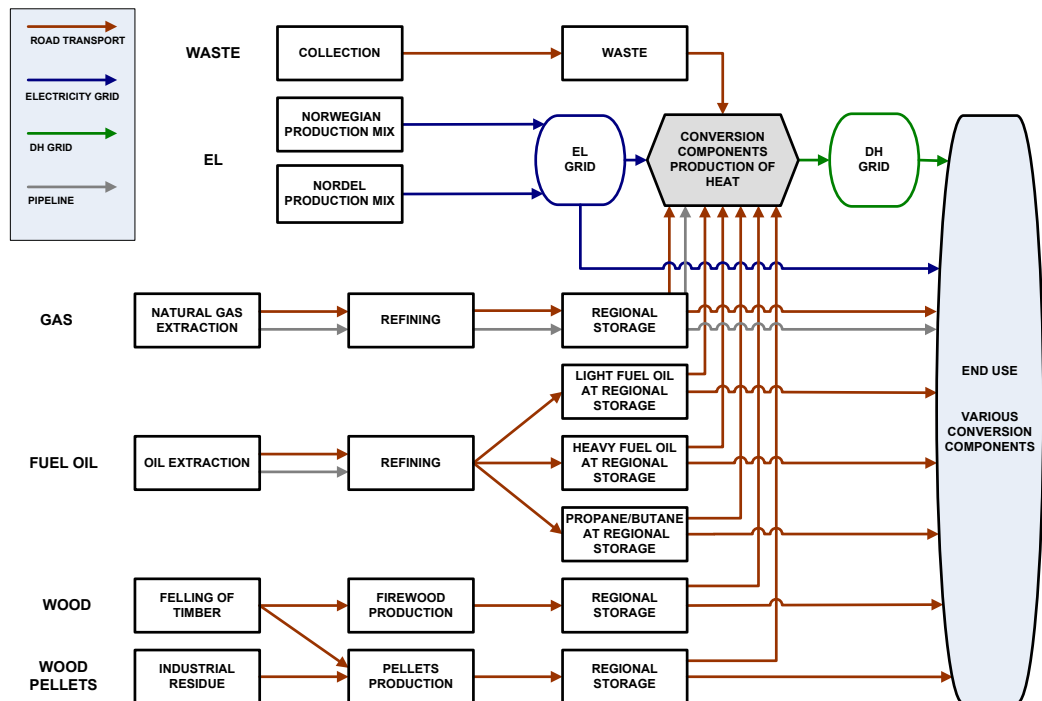 ROAD TRANSPORT
ELECTRICITY GRID
DH GRID
PIPELINE
WASTE
COLLECTION
WASTE
EL
NORWEGIAN
PRODUCTION MIX
NORDEL
PRODUCTION MIX
EL
GRID
CONVERSION
COMPONENTS
PRODUCTION OF
HEAT
DH
GRID
GAS
NATURAL GAS
EXTRACTION
REFINING
REGIONAL
STORAGE
FUEL OIL
OIL EXTRACTION
REFINING
LIGHT FUEL OIL
AT REGIONAL
STORAGE
HEAVY FUEL OIL
AT REGIONAL
STORAGE
PROPANE/BUTANE
AT REGIONAL
STORAGE
WOOD
FELLING OF
TIMBER
FIREWOOD
PRODUCTION
REGIONAL
STORAGE
WOOD
PELLETS
INDUSTRIAL
RESIDUE
PELLETS
PRODUCTION
REGIONAL
STORAGE
END USE
VARIOUS
CONVERSION
COMPONENTS